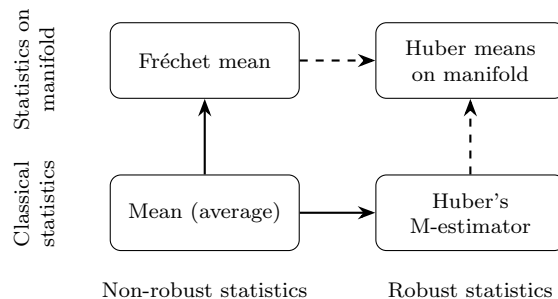 Statistics on
manifold
Fréchet mean
Huber means
on manifold
Classical
statistics
Mean (average)
Huber's
M-estimator
Non-robust statistics
Robust statistics